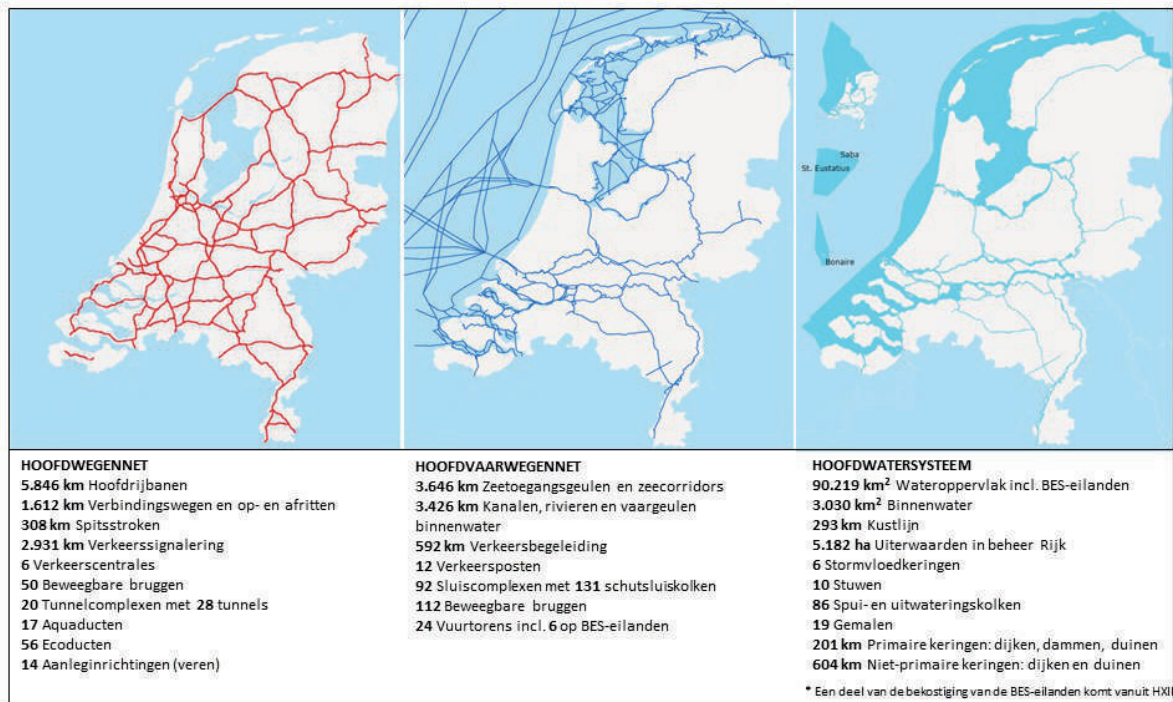 Saba
St. Eustatius
Bonaire
HOOFDWEGENNET
5.846 km Hoofdrijbanen
1.612 km Verbindingswegen en op- en afritten
308 km Spitsstroken
2.931 km Verkeerssignalering
6 Verkeerscentrales
50 Beweegbare bruggen
20 Tunnelcomplexen met 28 tunnels
17 Aquaducten
56 Ecoducten
14 Aanleginrichtingen (veren)
HOOFDVAARWEGENNET
3.646 km Zeetoegangsgeulen en zeecorridors
3.426 km Kanalen, rivieren en vaargeulen
binnenwater
592 km Verkeersbegeleiding
12 Verkeersposten
92 Sluiscomplexen met 131 schutsluiskolken
112 Beweegbare bruggen
24 Vuurtorens incl. 6 op BES-eilanden
HOOFDWATERSYSTEEM
90.219 km² Wateroppervlak incl. BES-eilanden
3.030 km² Binnenwater
293 km Kustlijn
5.182 ha Uiterwaarden in beheer Rijk
6 Stormvloedkeringen
10 Stuwen
86 Spui- en uitwateringskolken
19 Gemalen
201 km Primaire keringen: dijken, dammen, duinen
604 km Niet-primaire keringen: dijken en duinen
* Een deel van de bekostiging van de BES-eilanden komt vanuit HXII